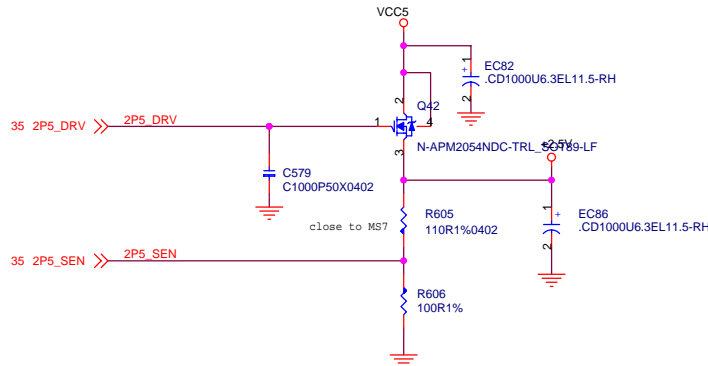 VCC5
EC82
.CD1000U6.3EL11.5-RH
1
2
2
Q42
35 2P5_DRV
2P5_DRV
1
4
N-APM2054NDC-TRL_SOT89-LF
3
+2.5V
C579
C1000P50X0402
R605
110R1%0402
close to MS7
1
2
EC86
.CD1000U6.3EL11.5-RH
35 2P5_SEN
2P5_SEN
R606
100R1%